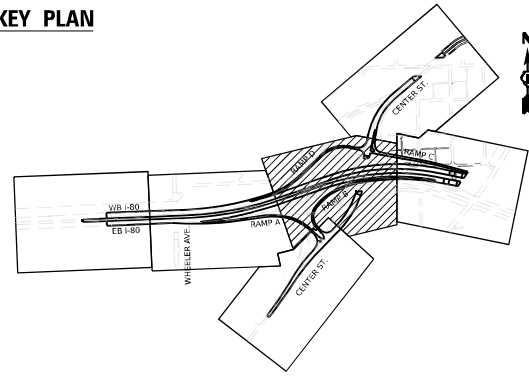 KEY PLAN
N
CENTER ST.
RAMP D
RAMP C
RAMP B
WB I-80
EB I-80
WHEELER AVE.
RAMP A
CENTER ST.